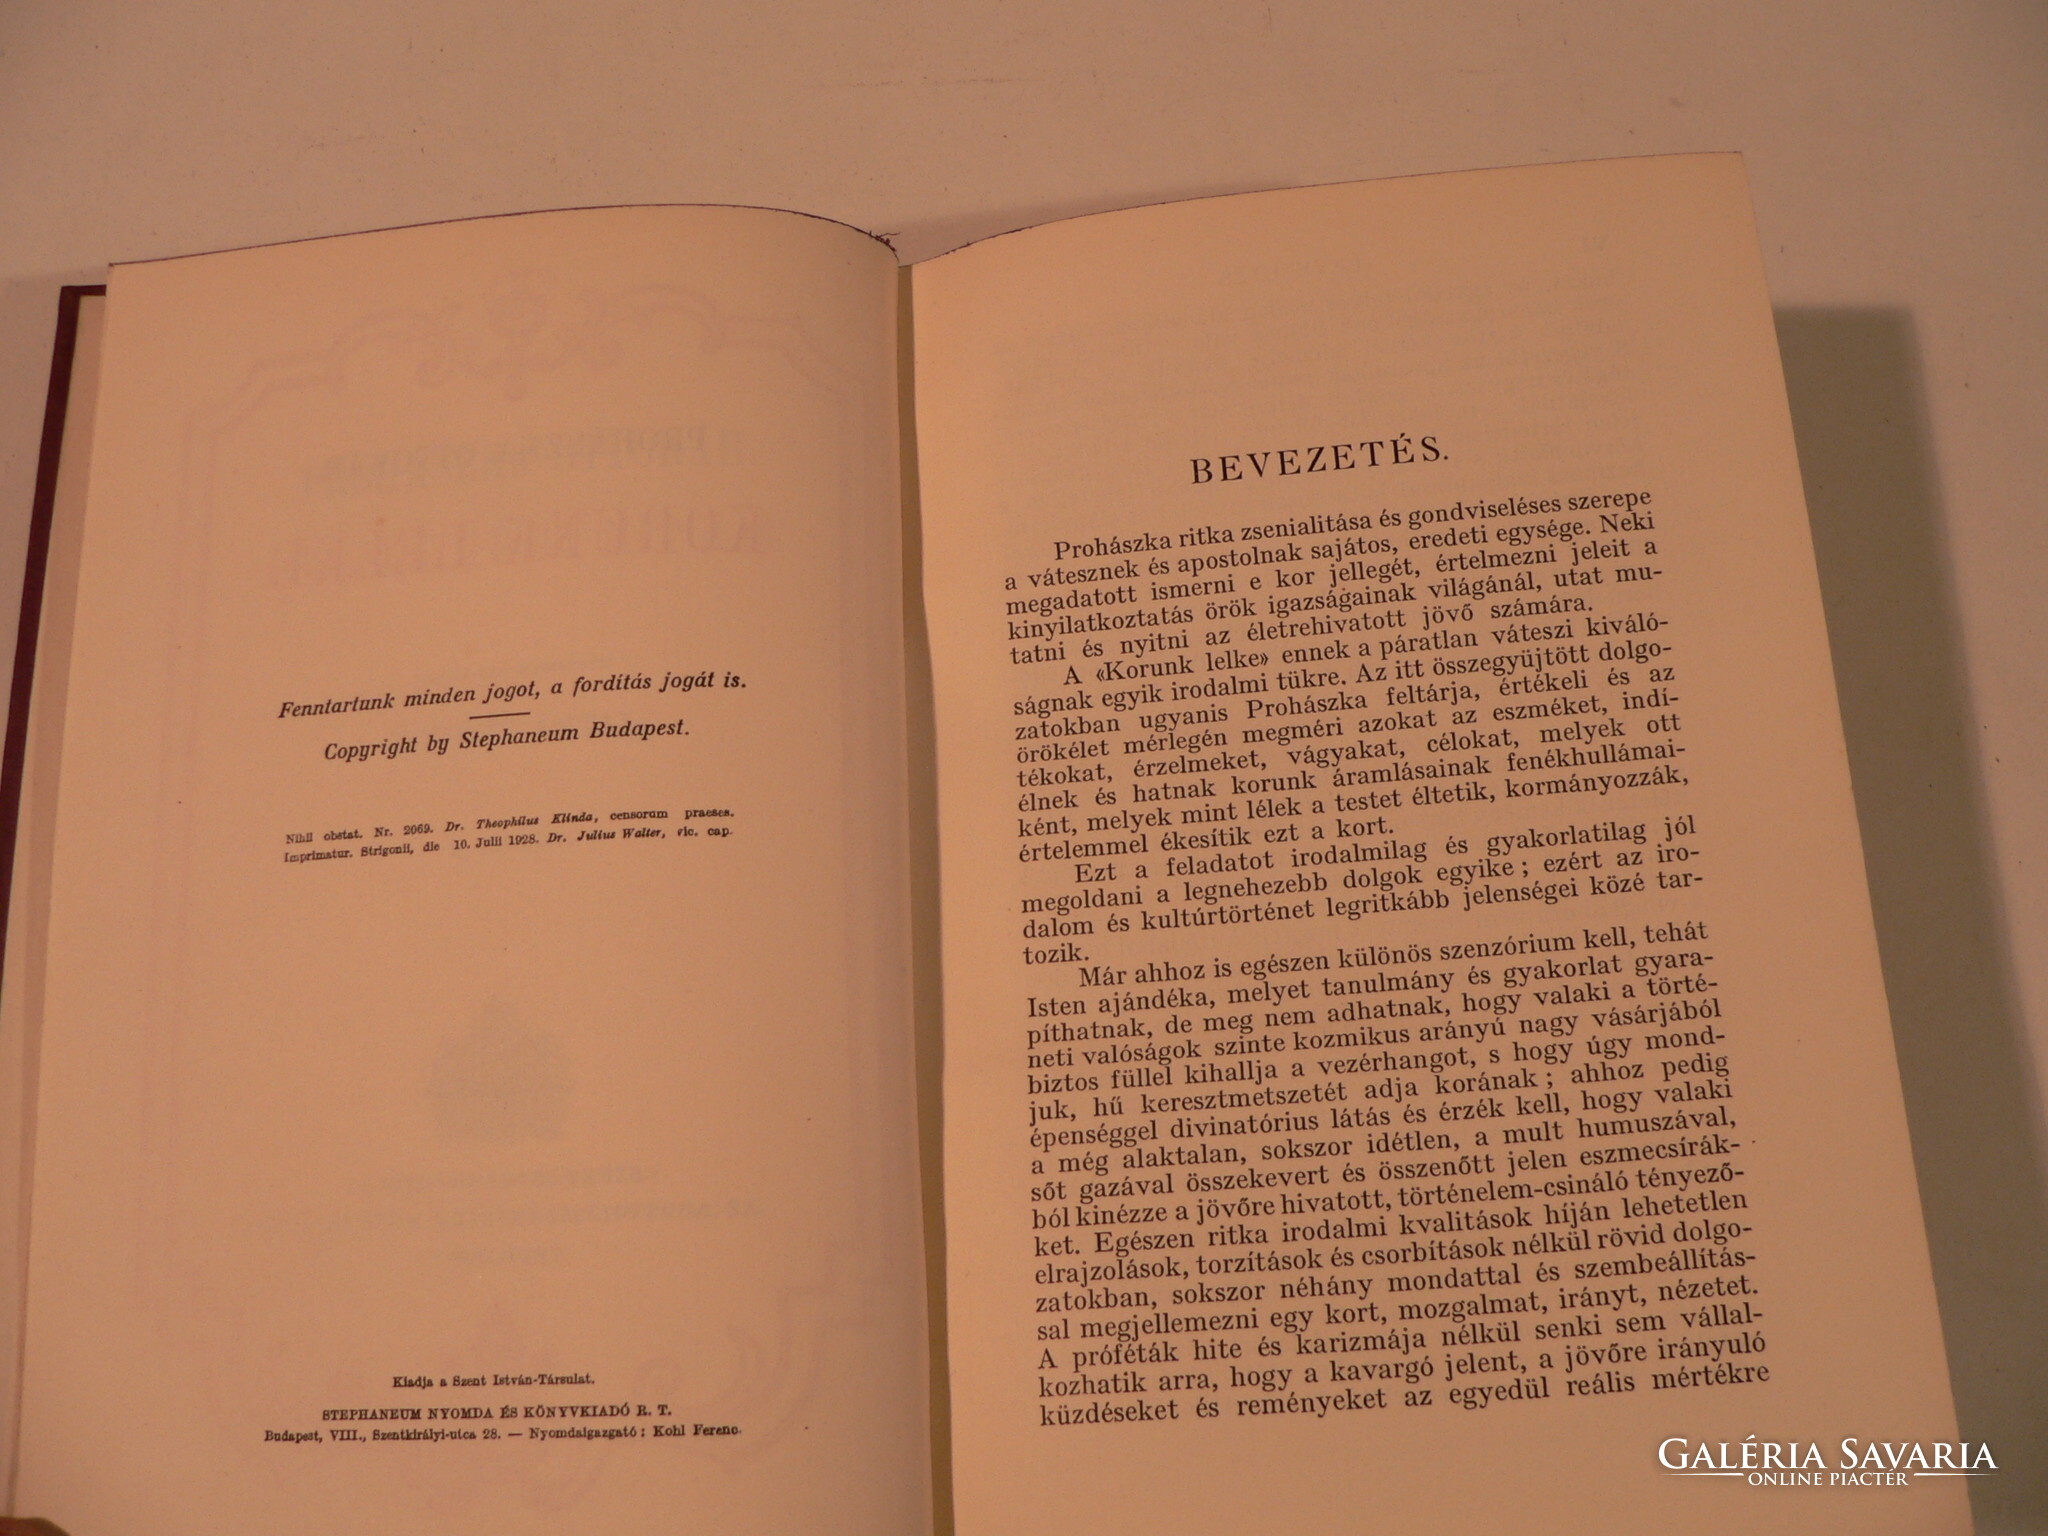 Fenntartunk minden jogot, a fordítás jogát is.
Copyright by Stephaneum Budapest.
Nihil obstat. Nr. 2069. Dr. Theophilus Klinda, censorum praeses.
Imprimatur. Strigonii, die 10. Julii 1928. Dr. Julius Walter, vic. cap.
Kiadja a Szent István-Társulat.
STEPHANEUM NYOMDA ÉS KÖNYVKIADÓ R. T.
Budapest, VIII., Szentkirályi-utca 28. — Nyomdaigazgató: Kohl Ferenc.
BEVEZETÉS.
Prohászka ritka zsenialitása és gondviseléses szerepe
a vátesznek és apostolnak sajátos, eredeti egysége. Neki
megadatott ismerni e kor jellegét, értelmezni jeleit a
kinyilatkoztatás örök igazságainak világánál, utat mu-
tatni és nyitni az életrehivatott jövő számára.
A «Korunk lelke» ennek a páratlan váteszi kiváló-
ságnak egyik irodalmi tükre. Az itt összegyüjtött dolgo-
zatokban ugyanis Prohászka feltárja, értékeli és az
örökélet mérlegén megméri azokat az eszméket, indí-
tékokat, érzelmeket, vágyakat, célokat, melyek ott
élnek és hatnak korunk áramlásainak fenékhullámai-
ként, melyek mint lélek a testet éltetik, kormányozzák,
értelemmel ékesítik ezt a kort.
Ezt a feladatot irodalmilag és gyakorlatilag jól
megoldani a legnehezebb dolgok egyike; ezért az iro-
dalom és kultúrtörténet legritkább jelenségei közé tar-
tozik.
Már ahhoz is egészen különös szenzórium kell, tehát
Isten ajándéka, melyet tanulmány és gyakorlat gyara-
píthatnak, de meg nem adhatnak, hogy valaki a törté-
neti valóságok szinte kozmikus arányú nagy vásárjából
biztos füllel kihallja a vezérhangot, s hogy úgy mond-
juk, hű keresztmetszetét adja korának; ahhoz pedig
épenséggel divinatórius látás és érzék kell, hogy valaki
a még alaktalan, sokszor idétlen, a mult humuszával,
sőt gazával összekevert és összenőtt jelen eszmecsírák-
ból kinézze a jövőre hivatott, történelem-csináló tényező-
ket. Egészen ritka irodalmi kvalitások híján lehetetlen
elrajzolások, torzítások és csorbítások nélkül rövid dolgo-
zatokban, sokszor néhány mondattal és szembeállítás-
sal megjellemezni egy kort, mozgalmat, irányt, nézetet.
A próféták hite és karizmája nélkül senki sem vállal-
kozhatik arra, hogy a kavargó jelent, a jövőre irányuló
küzdéseket és reményeket az egyedül reális mértékre
GALÉRIA SAVARIA
ONLINE PIACTÉR